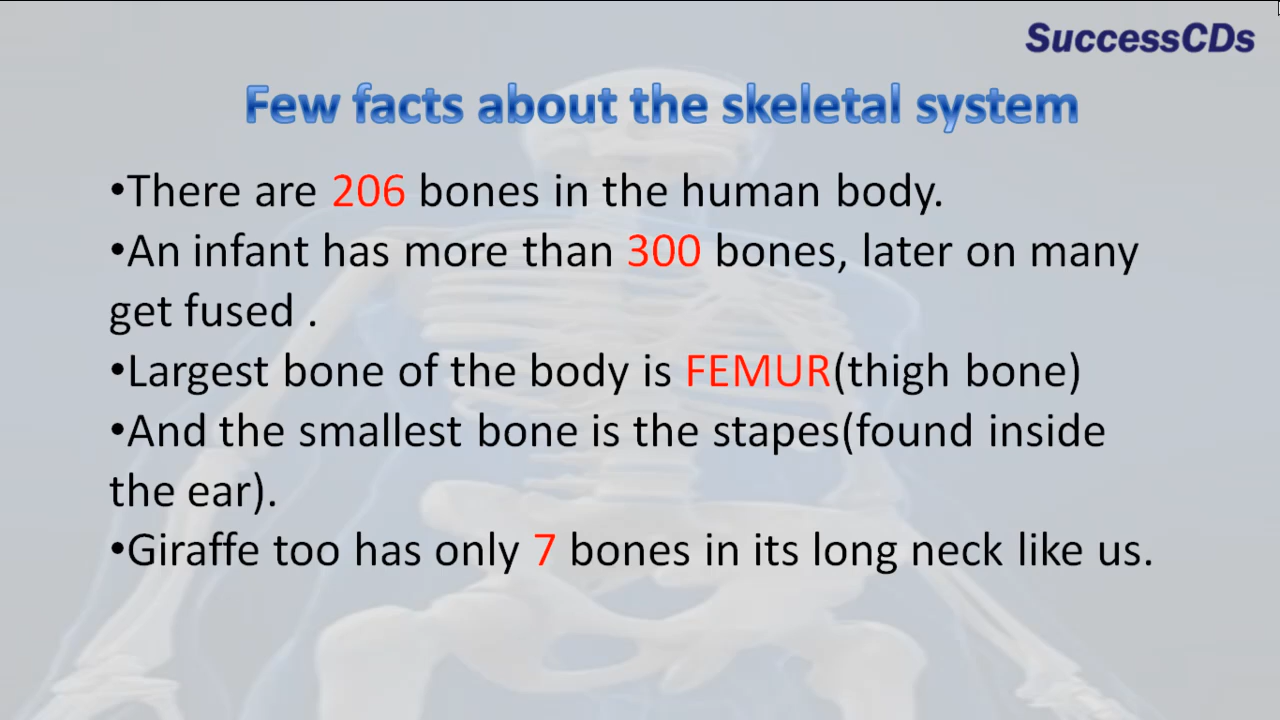 SuccessCDs
Few facts about the skeletal system
•There are 206 bones in the human body.
•An infant has more than 300 bones, later on many
get fused .
•Largest bone of the body is FEMUR(thigh bone)
•And the smallest bone is the stapes(found inside
the ear).
•Giraffe too has only 7 bones in its long neck like us.